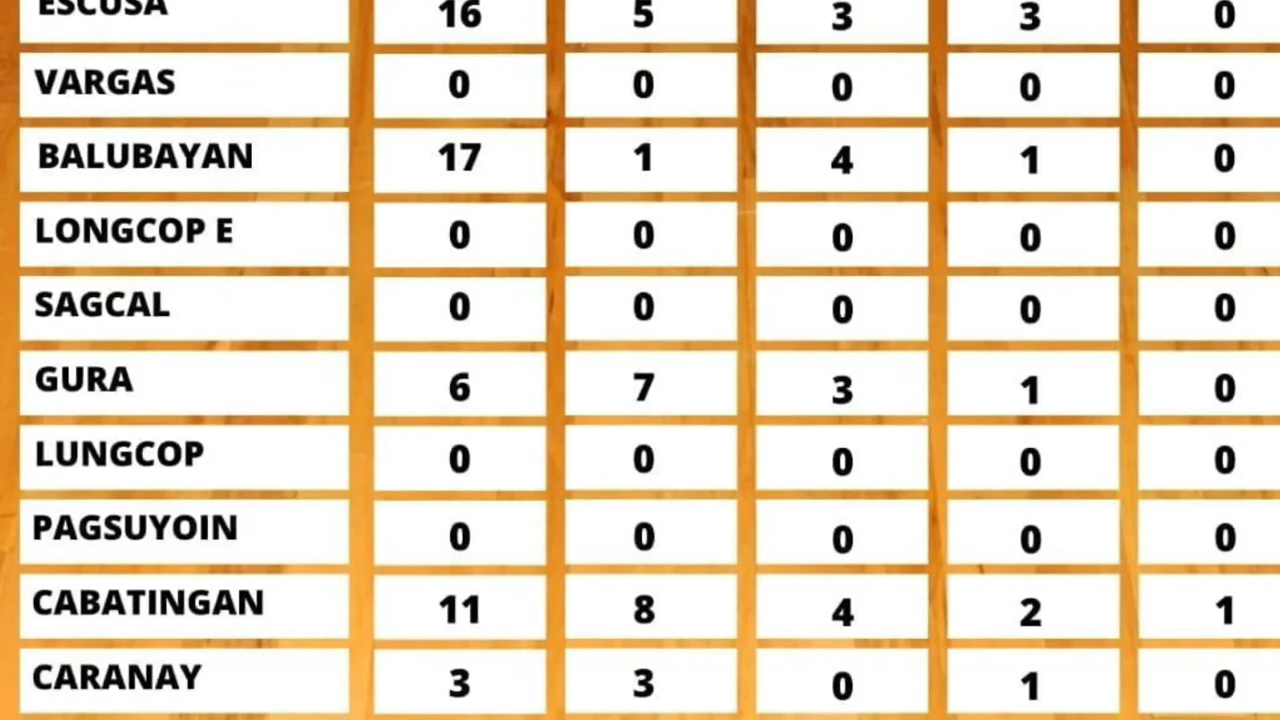 ESCUSA 16 5 3 3 0
VARGAS 0 0 0 0 0
BALUBAYAN 17 1 4 1 0
LONGCOP E 0 0 0 0 0
SAGCAL 0 0 0 0 0
GURA 6 7 3 1 0
LUNGCOP 0 0 0 0 0
PAGSUYOIN 0 0 0 0 0
CABATINGAN 11 8 4 2 1
CARANAY 3 3 0 1 0